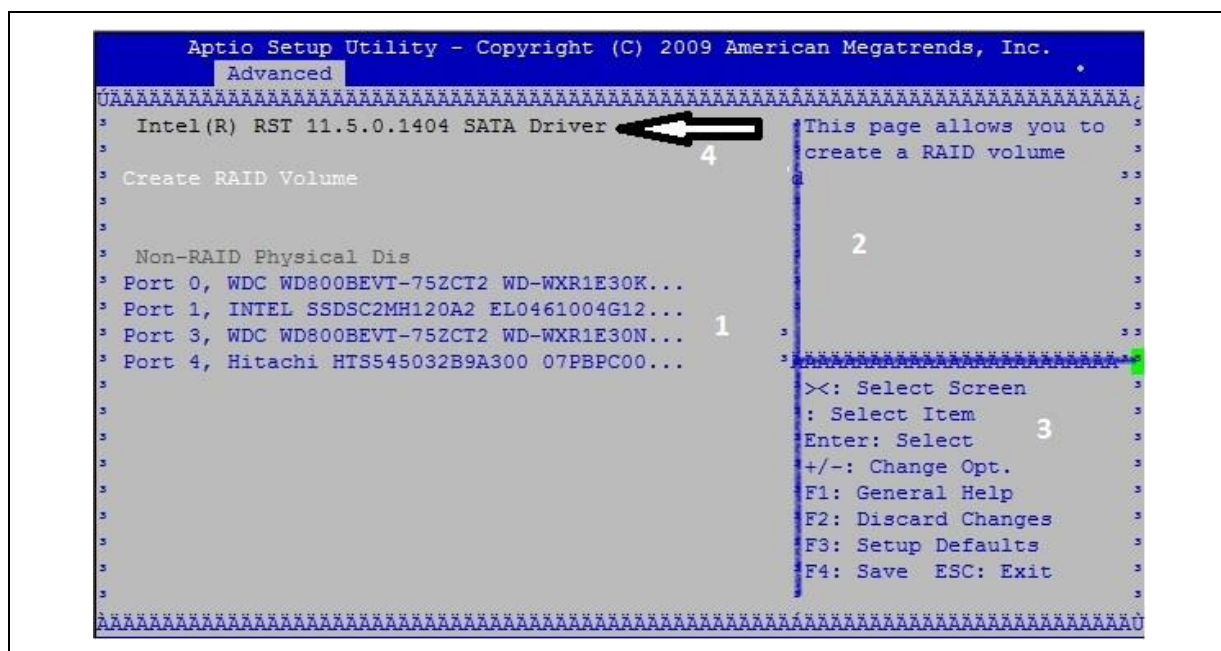 Aptio Setup Utility - Copyright (C) 2009 American Megatrends, Inc.
Advanced
Intel(R) RST 11.5.0.1404 SATA Driver
4
Create RAID Volume
Non-RAID Physical Dis
Port 0, WDC WD800BEVT-75ZCT2 WD-WXR1E30K...
Port 1, INTEL SSDSC2MH120A2 EL0461004G12...
Port 3, WDC WD800BEVT-75ZCT2 WD-WXR1E30N...
Port 4, Hitachi HTS545032B9A300 07PBPC00...
1
This page allows you to
create a RAID volume
2
><: Select Screen
: Select Item
Enter: Select
3
+/-: Change Opt.
F1: General Help
F2: Discard Changes
F3: Setup Defaults
F4: Save  ESC: Exit